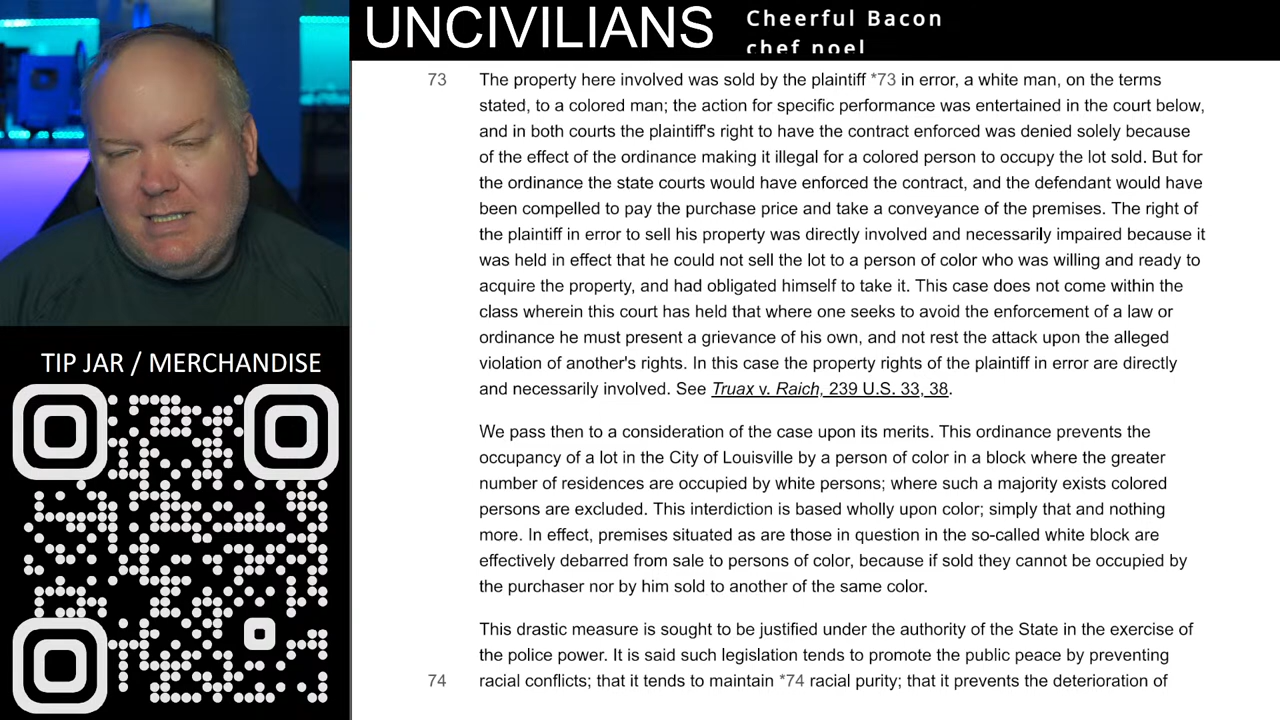 UNCIVILIANS
Cheerful Bacon
chef noel
73 The property here involved was sold by the plaintiff *73 in error, a white man, on the terms
stated, to a colored man; the action for specific performance was entertained in the court below,
and in both courts the plaintiff's right to have the contract enforced was denied solely because
of the effect of the ordinance making it illegal for a colored person to occupy the lot sold. But for
the ordinance the state courts would have enforced the contract, and the defendant would have
been compelled to pay the purchase price and take a conveyance of the premises. The right of
the plaintiff in error to sell his property was directly involved and necessarily impaired because it
was held in effect that he could not sell the lot to a person of color who was willing and ready to
acquire the property, and had obligated himself to take it. This case does not come within the
class wherein this court has held that where one seeks to avoid the enforcement of a law or
ordinance he must present a grievance of his own, and not rest the attack upon the alleged
violation of another's rights. In this case the property rights of the plaintiff in error are directly
and necessarily involved. See Truax v. Raich, 239 U.S. 33, 38.
We pass then to a consideration of the case upon its merits. This ordinance prevents the
occupancy of a lot in the City of Louisville by a person of color in a block where the greater
number of residences are occupied by white persons; where such a majority exists colored
persons are excluded. This interdiction is based wholly upon color; simply that and nothing
more. In effect, premises situated as are those in question in the so-called white block are
effectively debarred from sale to persons of color, because if sold they cannot be occupied by
the purchaser nor by him sold to another of the same color.
This drastic measure is sought to be justified under the authority of the State in the exercise of
the police power. It is said such legislation tends to promote the public peace by preventing
74 racial conflicts; that it tends to maintain *74 racial purity; that it prevents the deterioration of
TIP JAR / MERCHANDISE